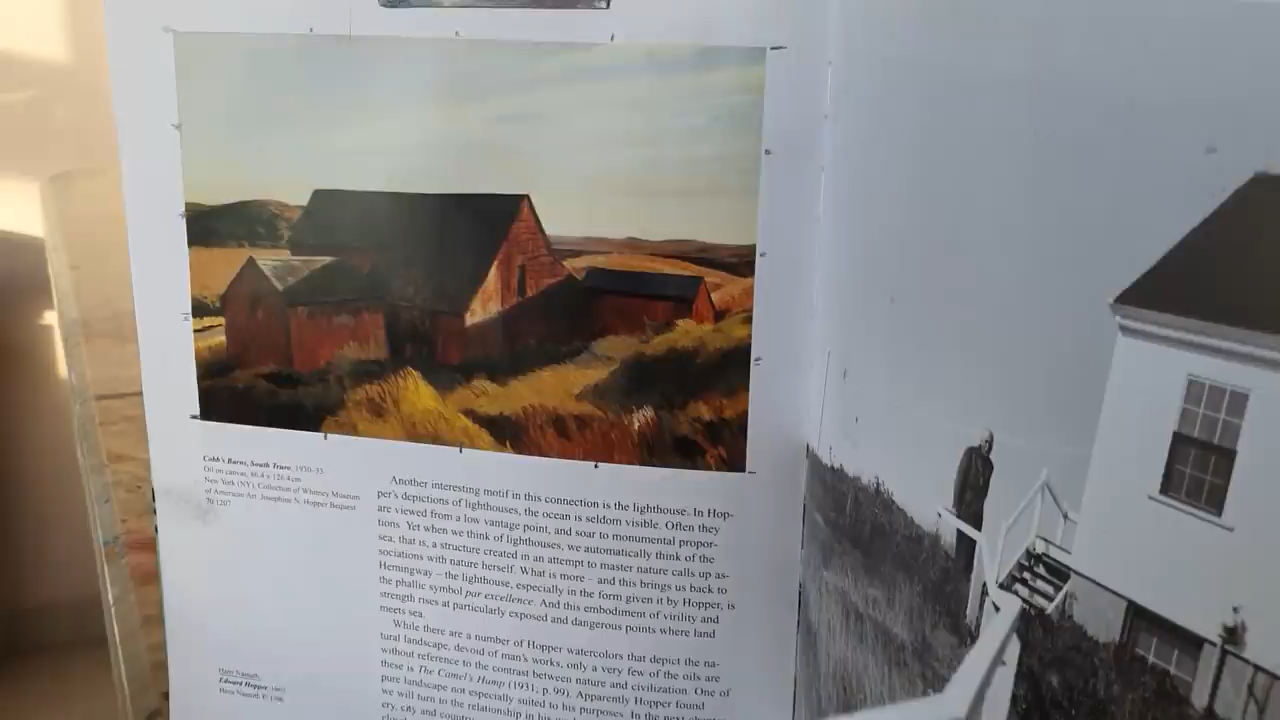 Cobb's Barns, South Truro, 1930–33
Oil on canvas, 86.4 x 126.4 cm
New York (NY), Collection of Whitney Museum
of American Art. Josephine N. Hopper Bequest
70.1207
Another interesting motif in this connection is the lighthouse. In Hop-
per's depictions of lighthouses, the ocean is seldom visible. Often they
are viewed from a low vantage point, and soar to monumental propor-
tions. Yet when we think of lighthouses, we automatically think of the
sea; that is, a structure created in an attempt to master nature calls up as-
sociations with nature herself. What is more – and this brings us back to
Hemingway – the lighthouse, especially in the form given it by Hopper, is
the phallic symbol par excellence. And this embodiment of virility and
strength rises at particularly exposed and dangerous points where land
meets sea.
While there are a number of Hopper watercolors that depict the na-
tural landscape, devoid of man's works, only a very few of the oils are
without reference to the contrast between nature and civilization. One of
these is The Camel's Hump (1931; p. 99). Apparently Hopper found
pure landscape not especially suited to his purposes. In the next
we will turn to the relationship in his
ery, city and
Hans Namuth:
Edward Hopper,
Hans Namuth